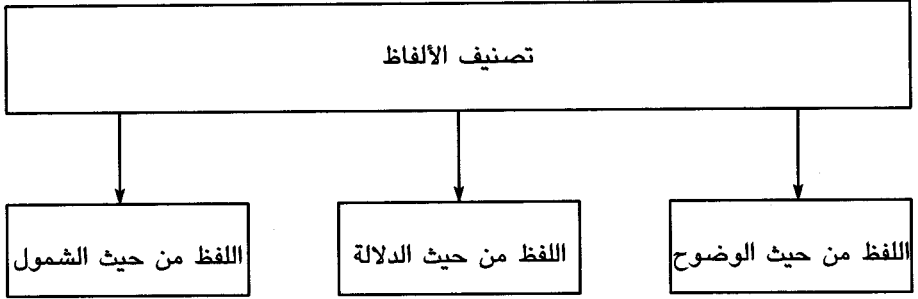 تصنيف الألفاظ
اللفظ من حيث الوضوح
اللفظ من حيث الدلالة
اللفظ من حيث الشمول